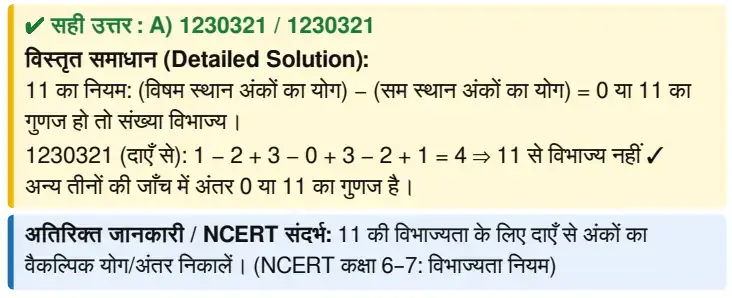 ✔ सही उत्तर : A) 1230321 / 1230321
विस्तृत समाधान (Detailed Solution):
11 का नियम: (विषम स्थान अंकों का योग) − (सम स्थान अंकों का योग) = 0 या 11 का
गुणज हो तो संख्या विभाज्य।
1230321 (दाएँ से): 1 − 2 + 3 − 0 + 3 − 2 + 1 = 4 ⇒ 11 से विभाज्य नहीं ✓
अन्य तीनों की जाँच में अंतर 0 या 11 का गुणज है।
अतिरिक्त जानकारी / NCERT संदर्भ: 11 की विभाज्यता के लिए दाएँ से अंकों का
वैकल्पिक योग/अंतर निकालें। (NCERT कक्षा 6–7: विभाज्यता नियम)